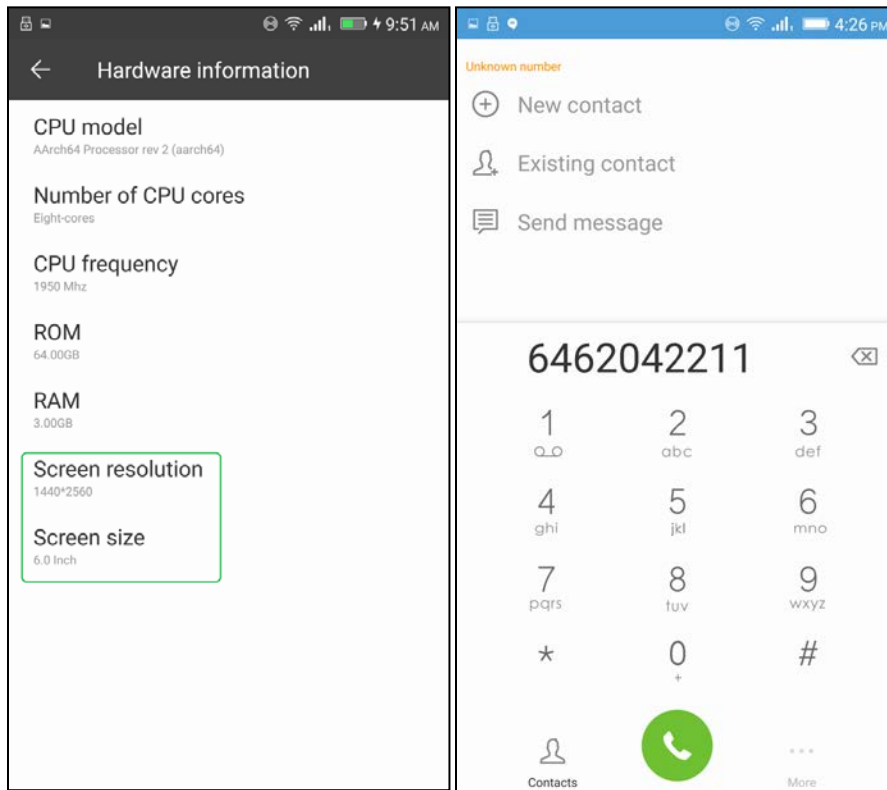 9:51 AM
Hardware information
CPU model
AArch64 Processor rev 2 (aarch64)
Number of CPU cores
Eight-cores
CPU frequency
1950 Mhz
ROM
64.00GB
RAM
3.00GB
Screen resolution
1440*2560
Screen size
6.0 Inch
4:26 PM
Unknown number
New contact
Existing contact
Send message
6462042211
1 2 3
abc def
4 5 6
ghi jkl mno
7 8 9
pqrs tuv wxyz
* 0 #
+
Contacts More